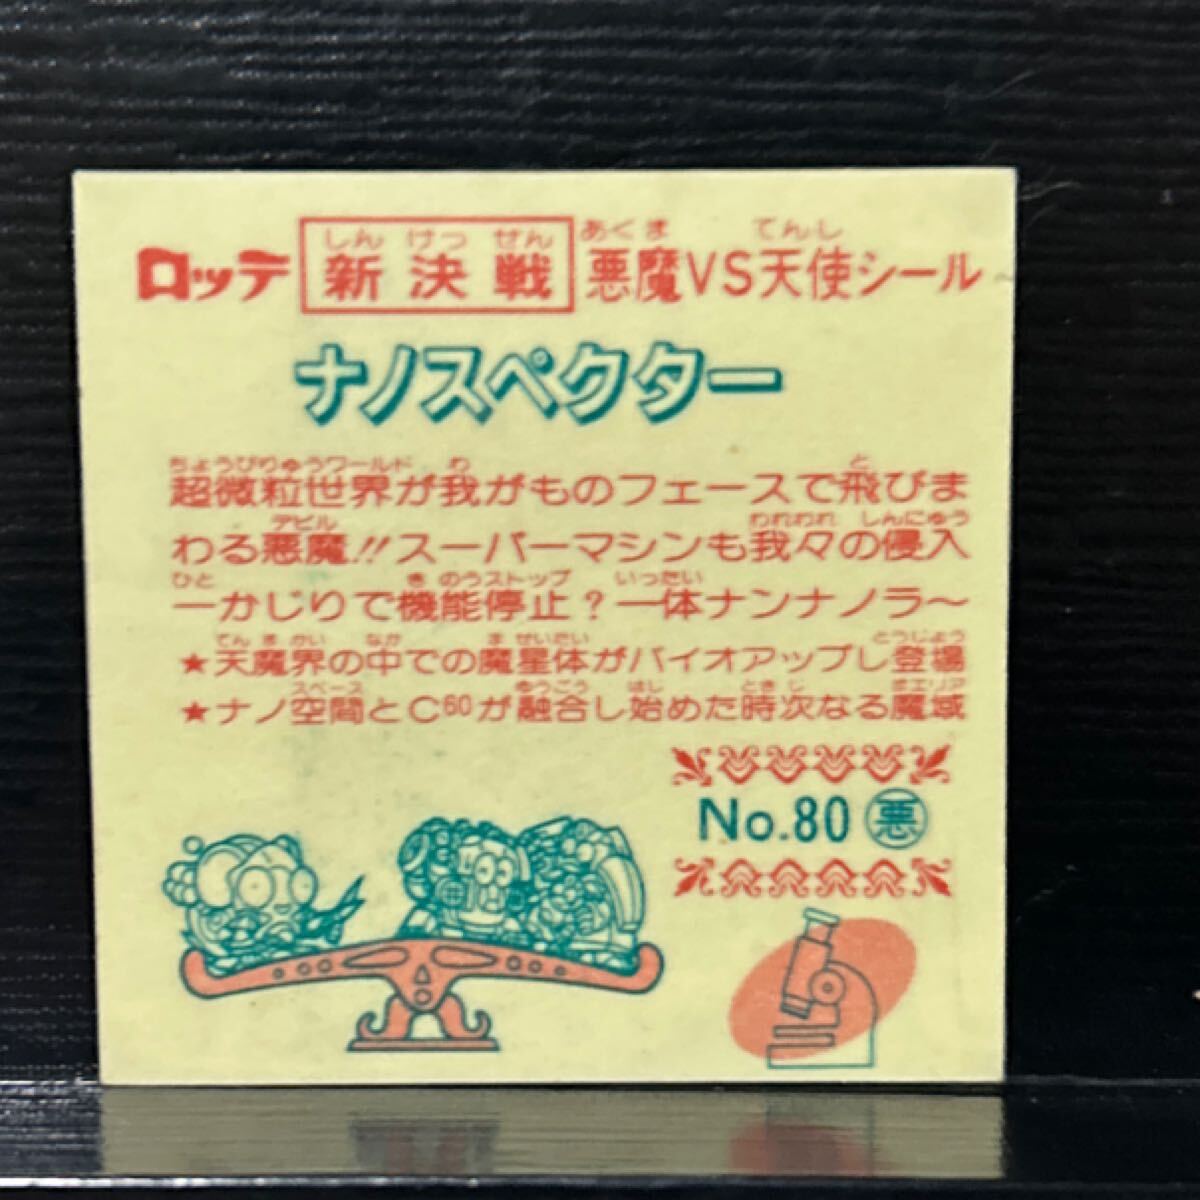 ロッテ 新決戦 悪魔VS天使シール
しん けっ せん あくま てんし
ナノスペクター
ちょうびりゅうワールド わ と
超微粒世界が我がものフェースで飛びま
デビル われわれ しんにゅう
わる悪魔!!スーパーマシンも我々の侵入
ひと きのうストップ いったい
一かじりで機能停止?一体ナンナノラ〜
てんまかい なか ませいたい とうじょう
★天魔界の中での魔星体がバイオアップし登場
スペース ゆうごう はじ ときじ まエリア
★ナノ空間とC60が融合し始めた時次なる魔域
No.80 悪